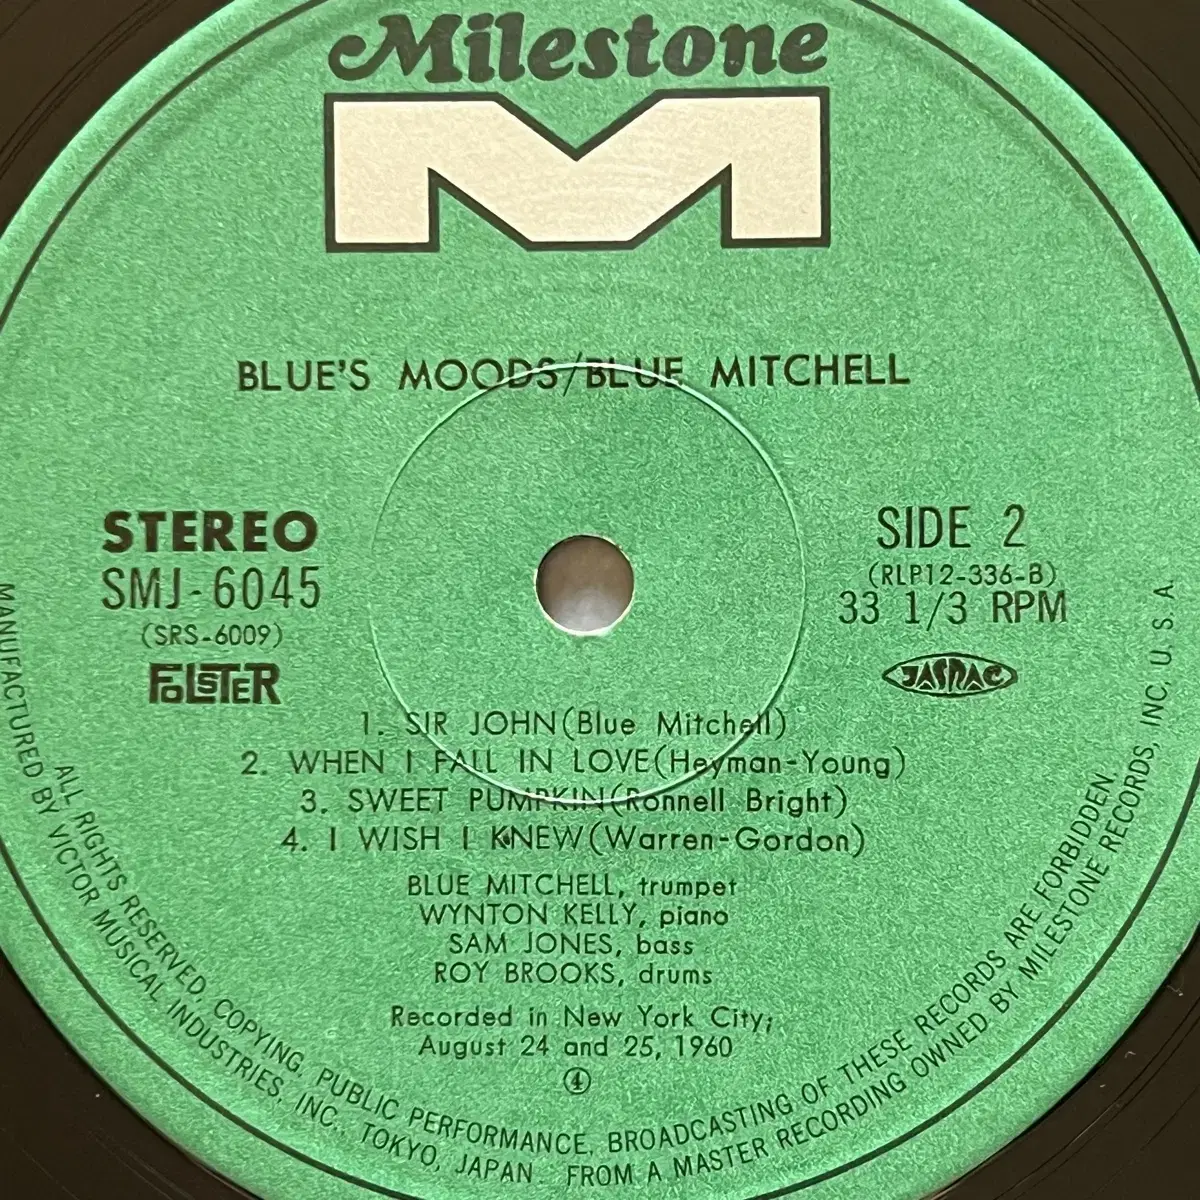 Milestone
BLUE'S MOODS/BLUE MITCHELL
STEREO
SMJ-6045
(SRS-6009)
FOLSTER
SIDE 2
(RLP12-336-B)
33 1/3 RPM
JASRAC
1. SIR JOHN(Blue Mitchell)
2. WHEN I FALL IN LOVE(Heyman-Young)
3. SWEET PUMPKIN(Ronnell Bright)
4. I WISH I KNEW(Warren-Gordon)
BLUE MITCHELL, trumpet
WYNTON KELLY, piano
SAM JONES, bass
ROY BROOKS, drums
Recorded in New York City;
August 24 and 25, 1960
④
ALL RIGHTS RESERVED, COPYING, PUBLIC PERFORMANCE, BROADCASTING OF THESE RECORDS ARE FORBIDDEN.
MANUFACTURED BY VICTOR MUSICAL INDUSTRIES, INC., TOKYO, JAPAN FROM A MASTER RECORDING OWNED BY MILESTONE RECORDS, INC, U.S.A.